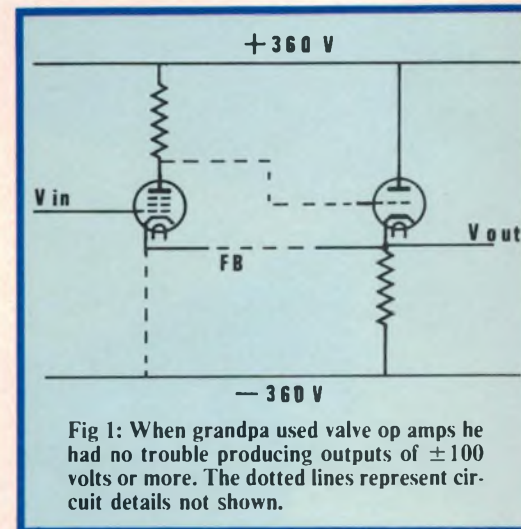 +360 V
V in
V out
FB
— 360 V
Fig 1: When grandpa used valve op amps he
had no trouble producing outputs of ±100
volts or more. The dotted lines represent cir-
cuit details not shown.